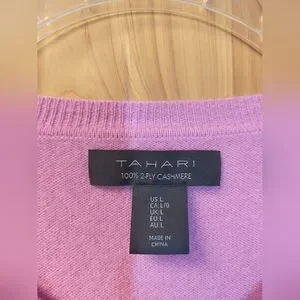 TAHARI
100% 2-PLY CASHMERE
US:L
CA:L/G
UK:L
EU:L
AU:L
MADE IN
CHINA